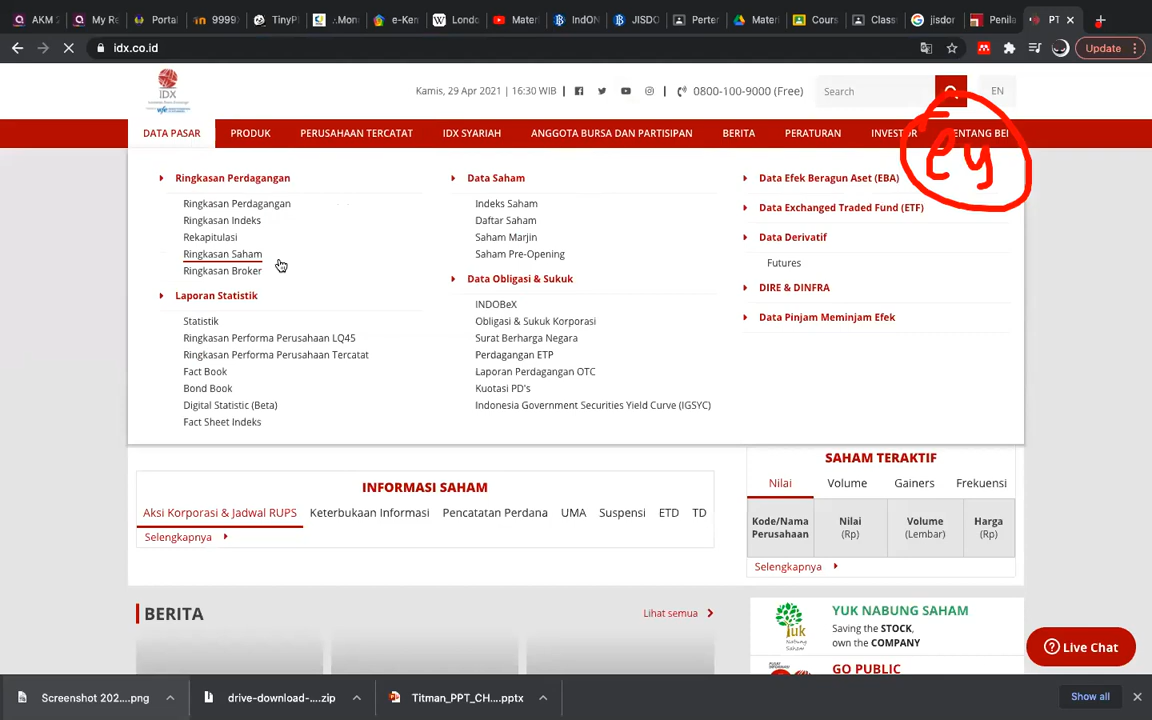 AKM 2
My Re
Portal
9999
TinyP
:Mona
e-Ken
Londo
Materi
IndON
JISDO
Perter
Materi
Cours
Class
jisdor
Penila
PT
idx.co.id
Update
IDX
Kamis, 29 Apr 2021 | 16:30 WIB
0800-100-9000 (Free)
Search
EN
DATA PASAR
PRODUK
PERUSAHAAN TERCATAT
IDX SYARIAH
ANGGOTA BURSA DAN PARTISIPAN
BERITA
PERATURAN
INVESTOR
TENTANG BEI
ey
Ringkasan Perdagangan
Ringkasan Perdagangan
Ringkasan Indeks
Rekapitulasi
Ringkasan Saham
Ringkasan Broker
Laporan Statistik
Statistik
Ringkasan Performa Perusahaan LQ45
Ringkasan Performa Perusahaan Tercatat
Fact Book
Bond Book
Digital Statistic (Beta)
Fact Sheet Indeks
Data Saham
Indeks Saham
Daftar Saham
Saham Marjin
Saham Pre-Opening
Data Obligasi & Sukuk
INDOBeX
Obligasi & Sukuk Korporasi
Surat Berharga Negara
Perdagangan ETP
Laporan Perdagangan OTC
Kuotasi PD's
Indonesia Government Securities Yield Curve (IGSYC)
Data Efek Beragun Aset (EBA)
Data Exchanged Traded Fund (ETF)
Data Derivatif
Futures
DIRE & DINFRA
Data Pinjam Meminjam Efek
INFORMASI SAHAM
Aksi Korporasi & Jadwal RUPS
Keterbukaan Informasi
Pencatatan Perdana
UMA
Suspensi
ETD
TD
Selengkapnya
SAHAM TERAKTIF
Nilai
Volume
Gainers
Frekuensi
Kode/Nama Perusahaan
Nilai (Rp)
Volume (Lembar)
Harga (Rp)
Selengkapnya
BERITA
Lihat semua
yuk
Nabung
Saham
YUK NABUNG SAHAM
Saving the STOCK,
own the COMPANY
GO PUBLIC
Live Chat
Screenshot 202....png
drive-download-....zip
Titman_PPT_CH....pptx
Show all